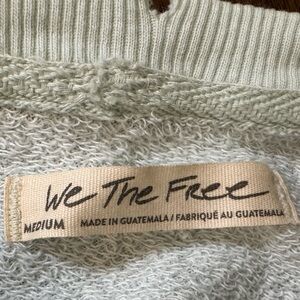 We The Free
MEDIUM
MADE IN GUATEMALA / FABRIQUÉ AU GUATEMALA